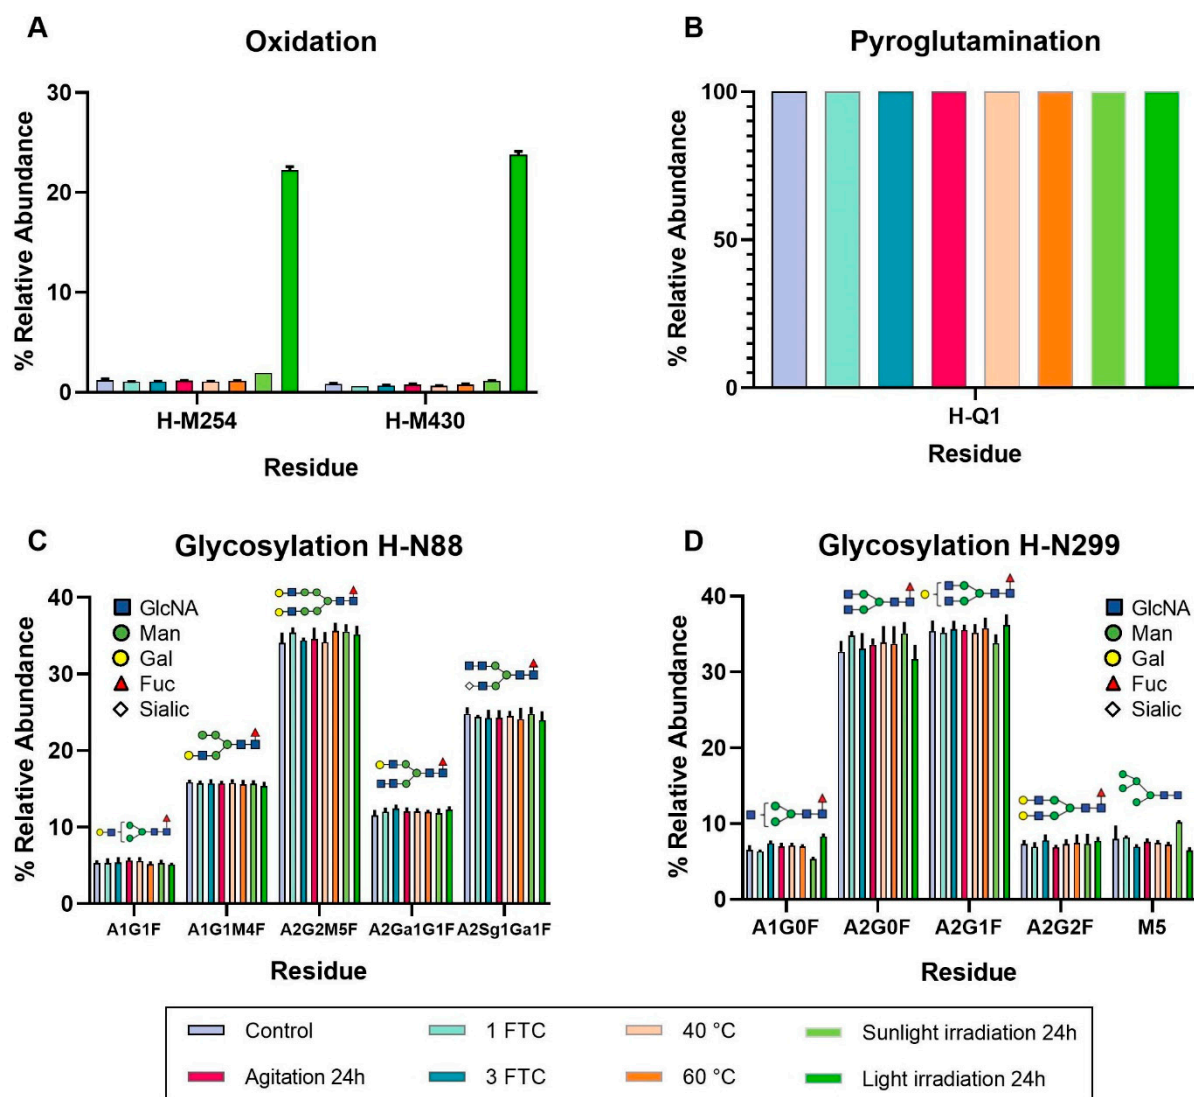 A
Oxidation
% Relative Abundance
30
20
10
0
H-M254 H-M430
Residue
B
Pyroglutamination
% Relative Abundance
100
50
0
H-Q1
Residue
C
Glycosylation H-N88
% Relative Abundance
40
30
20
10
0
GlcNA
Man
Gal
Fuc
Sialic
A1G1F A1G1M4F A2G2M5F A2Ga1G1F A2Sg1Ga1F
Residue
D
Glycosylation H-N299
% Relative Abundance
40
30
20
10
0
GlcNA
Man
Gal
Fuc
Sialic
A1G0F A2G0F A2G1F A2G2F M5
Residue
Control 1 FTC 40 °C Sunlight irradiation 24h
Agitation 24h 3 FTC 60 °C Light irradiation 24h